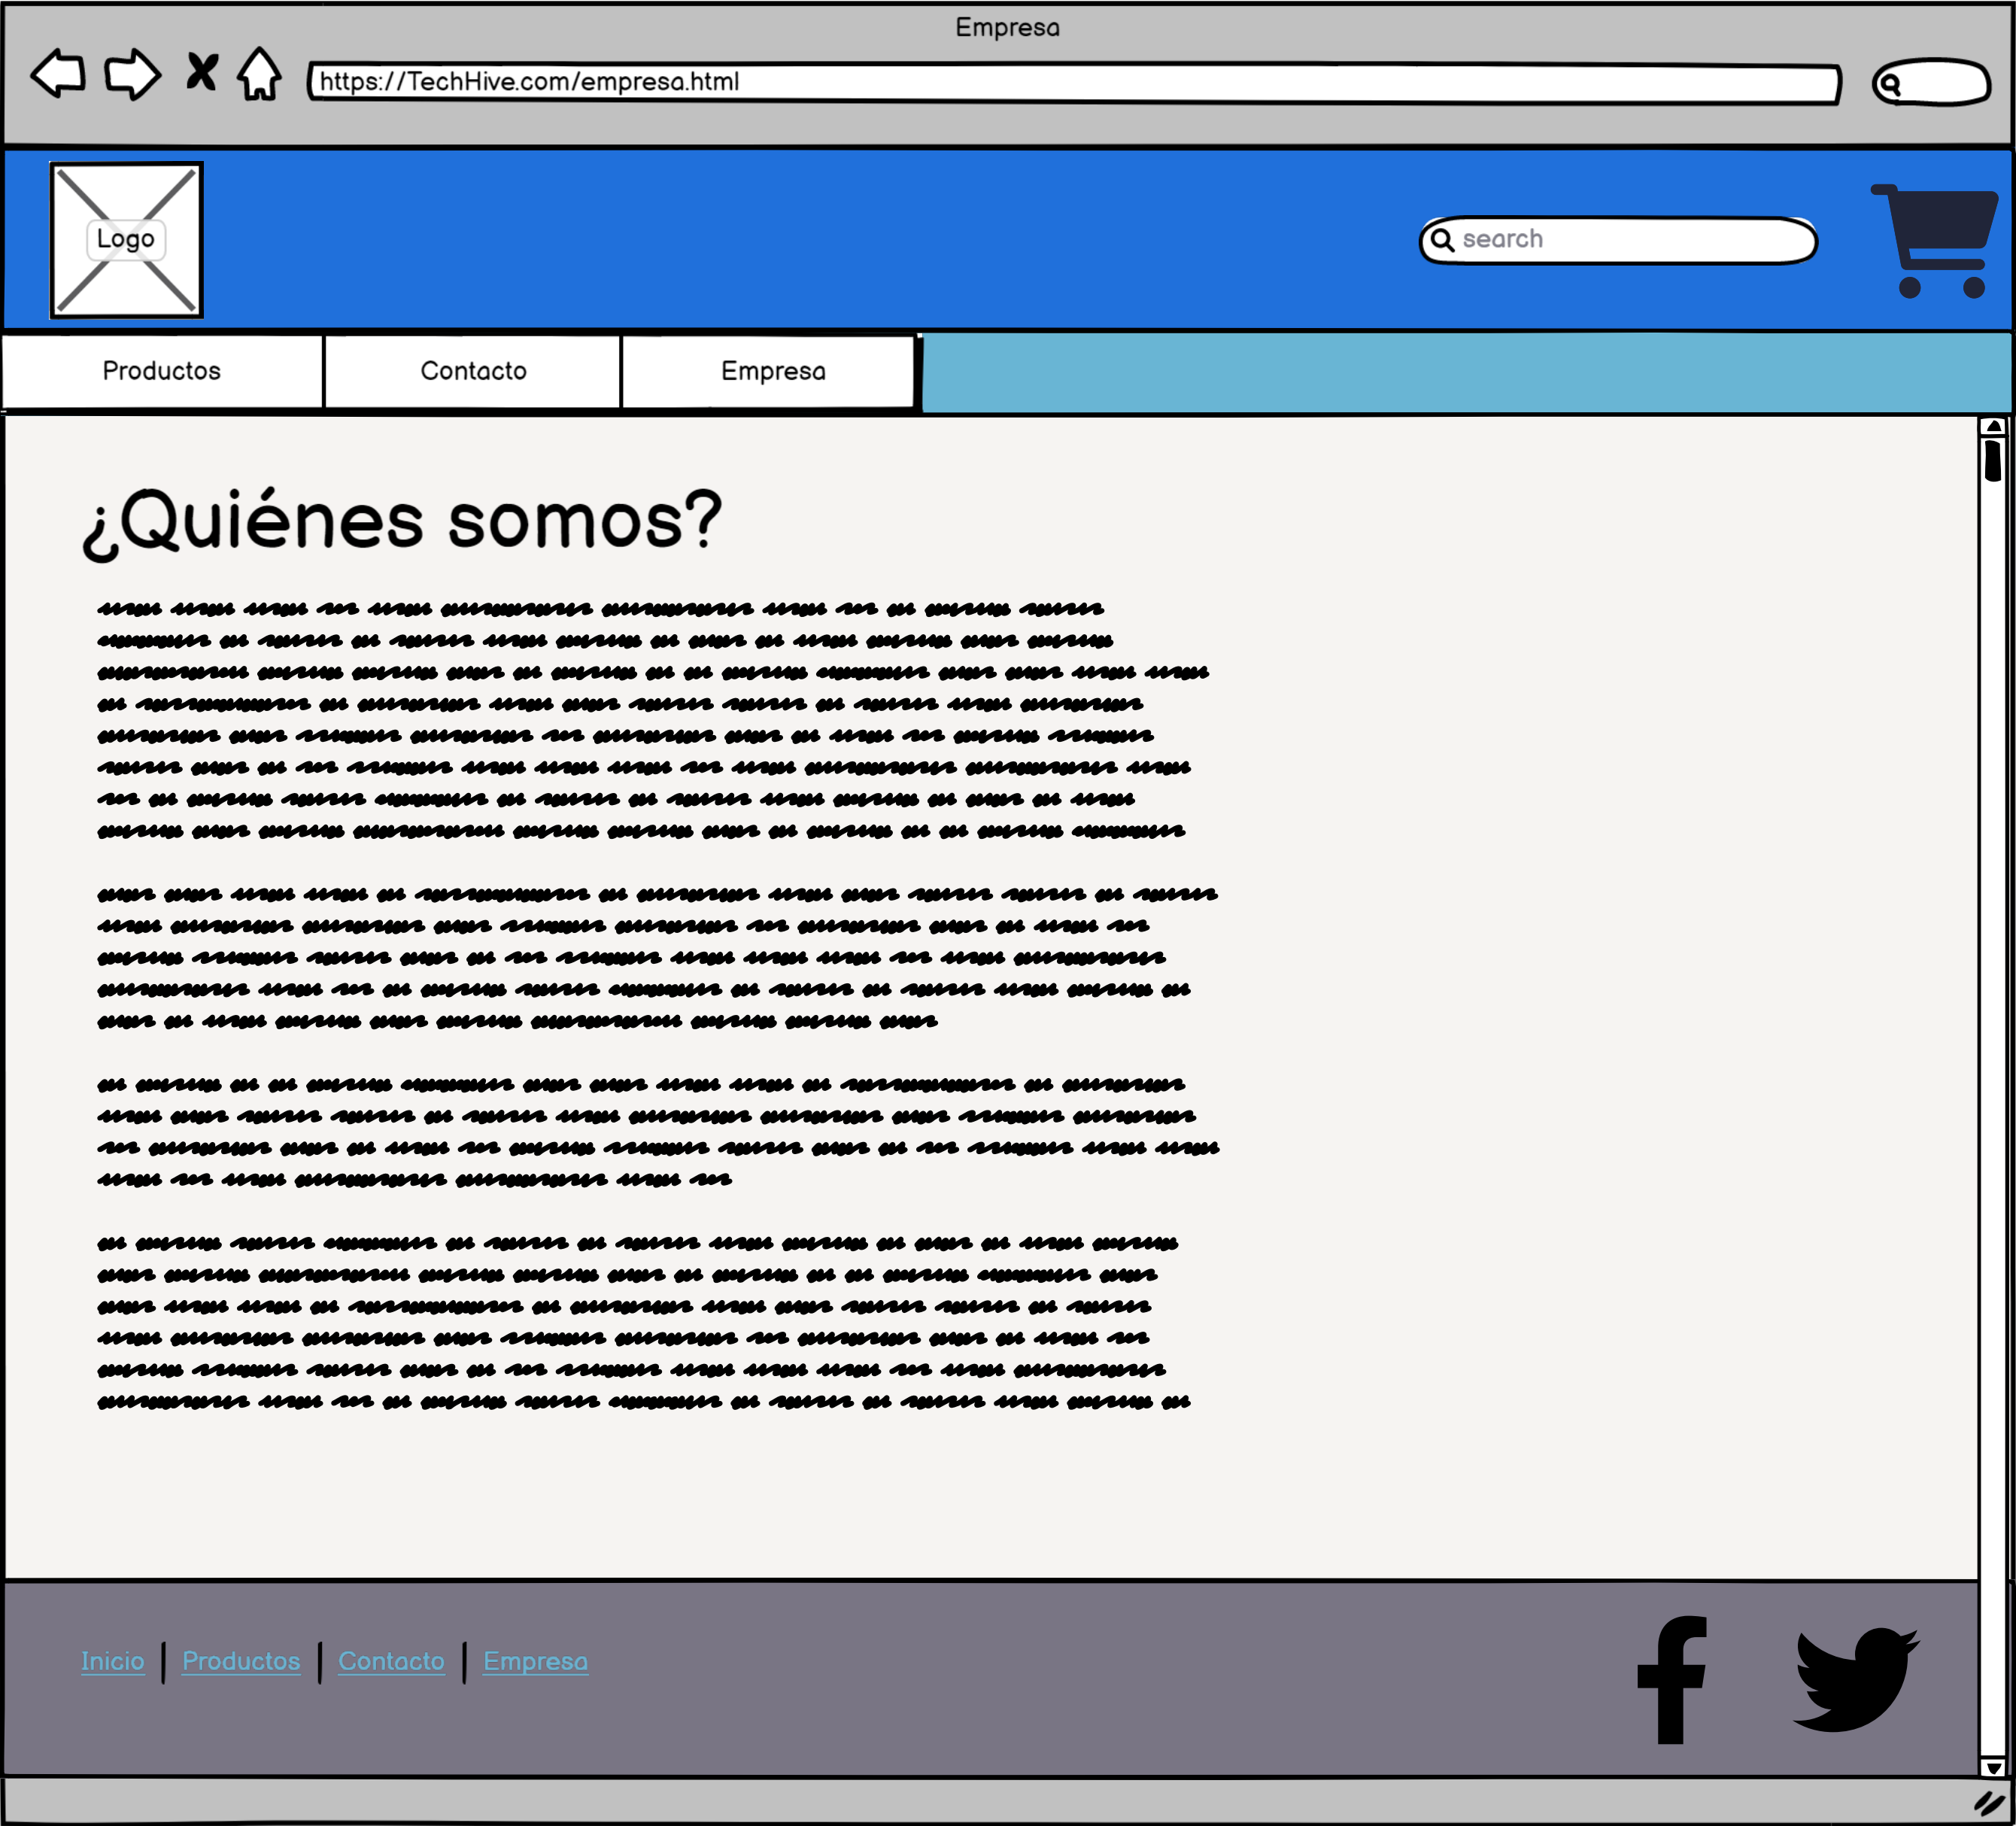 Empresa
https://TechHive.com/empresa.html
Logo
search
Productos Contacto Empresa
¿Quiénes somos?
Inicio Productos Contacto Empresa